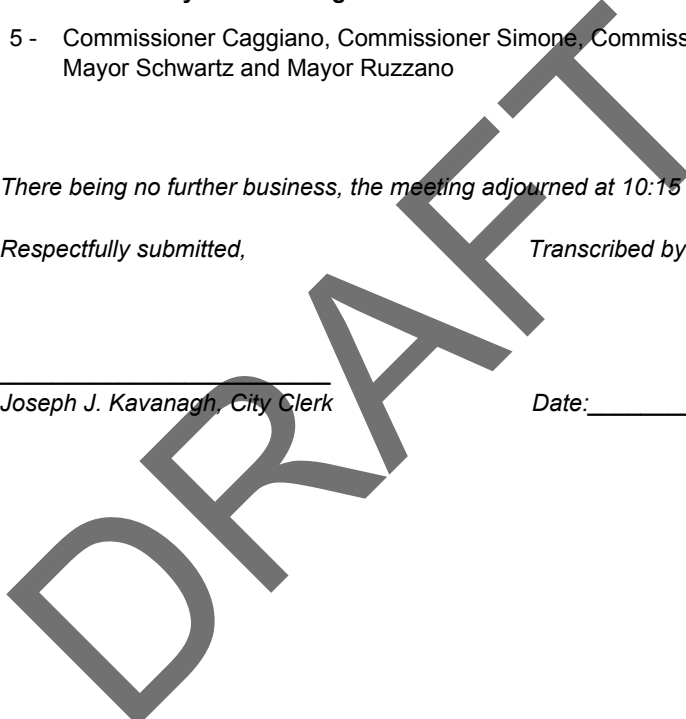 5 - Commissioner Caggiano, Commissioner Simone,
Mayor Schwartz and Mayor Ruzzano
There being no further business, the meeting adjourned at 10:15
Respectfully submitted, Transcribed by
Joseph J. Kavanagh, City Clerk Date:
DRAFT